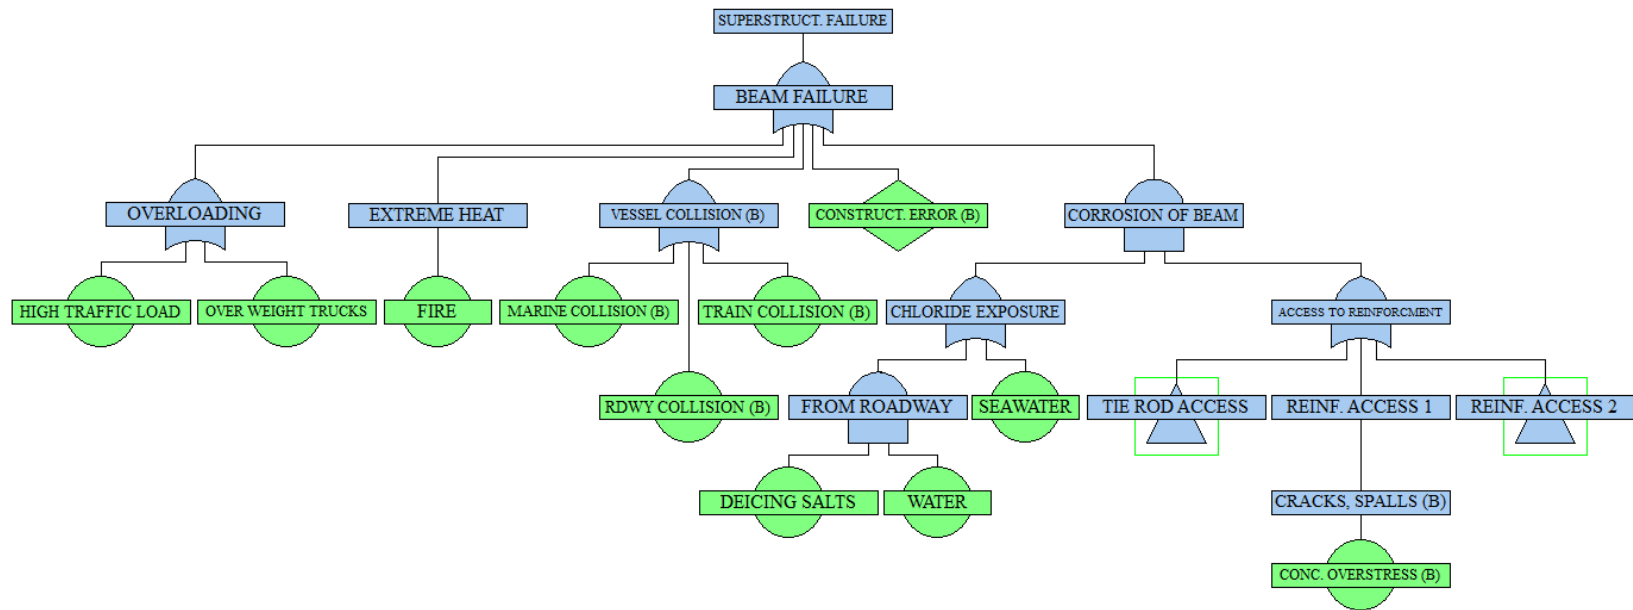 SUPERSTRUCT. FAILURE
BEAM FAILURE
OVERLOADING
EXTREME HEAT
VESSEL COLLISION (B)
CONSTRUCT. ERROR (B)
CORROSION OF BEAM
HIGH TRAFFIC LOAD
OVER WEIGHT TRUCKS
FIRE
MARINE COLLISION (B)
TRAIN COLLISION (B)
CHLORIDE EXPOSURE
ACCESS TO REINFORCMENT
RDWY COLLISION (B)
FROM ROADWAY
SEAWATER
TIE ROD ACCESS
REINF. ACCESS 1
REINF. ACCESS 2
DEICING SALTS
WATER
CRACKS, SPALLS (B)
CONC. OVERSTRESS (B)